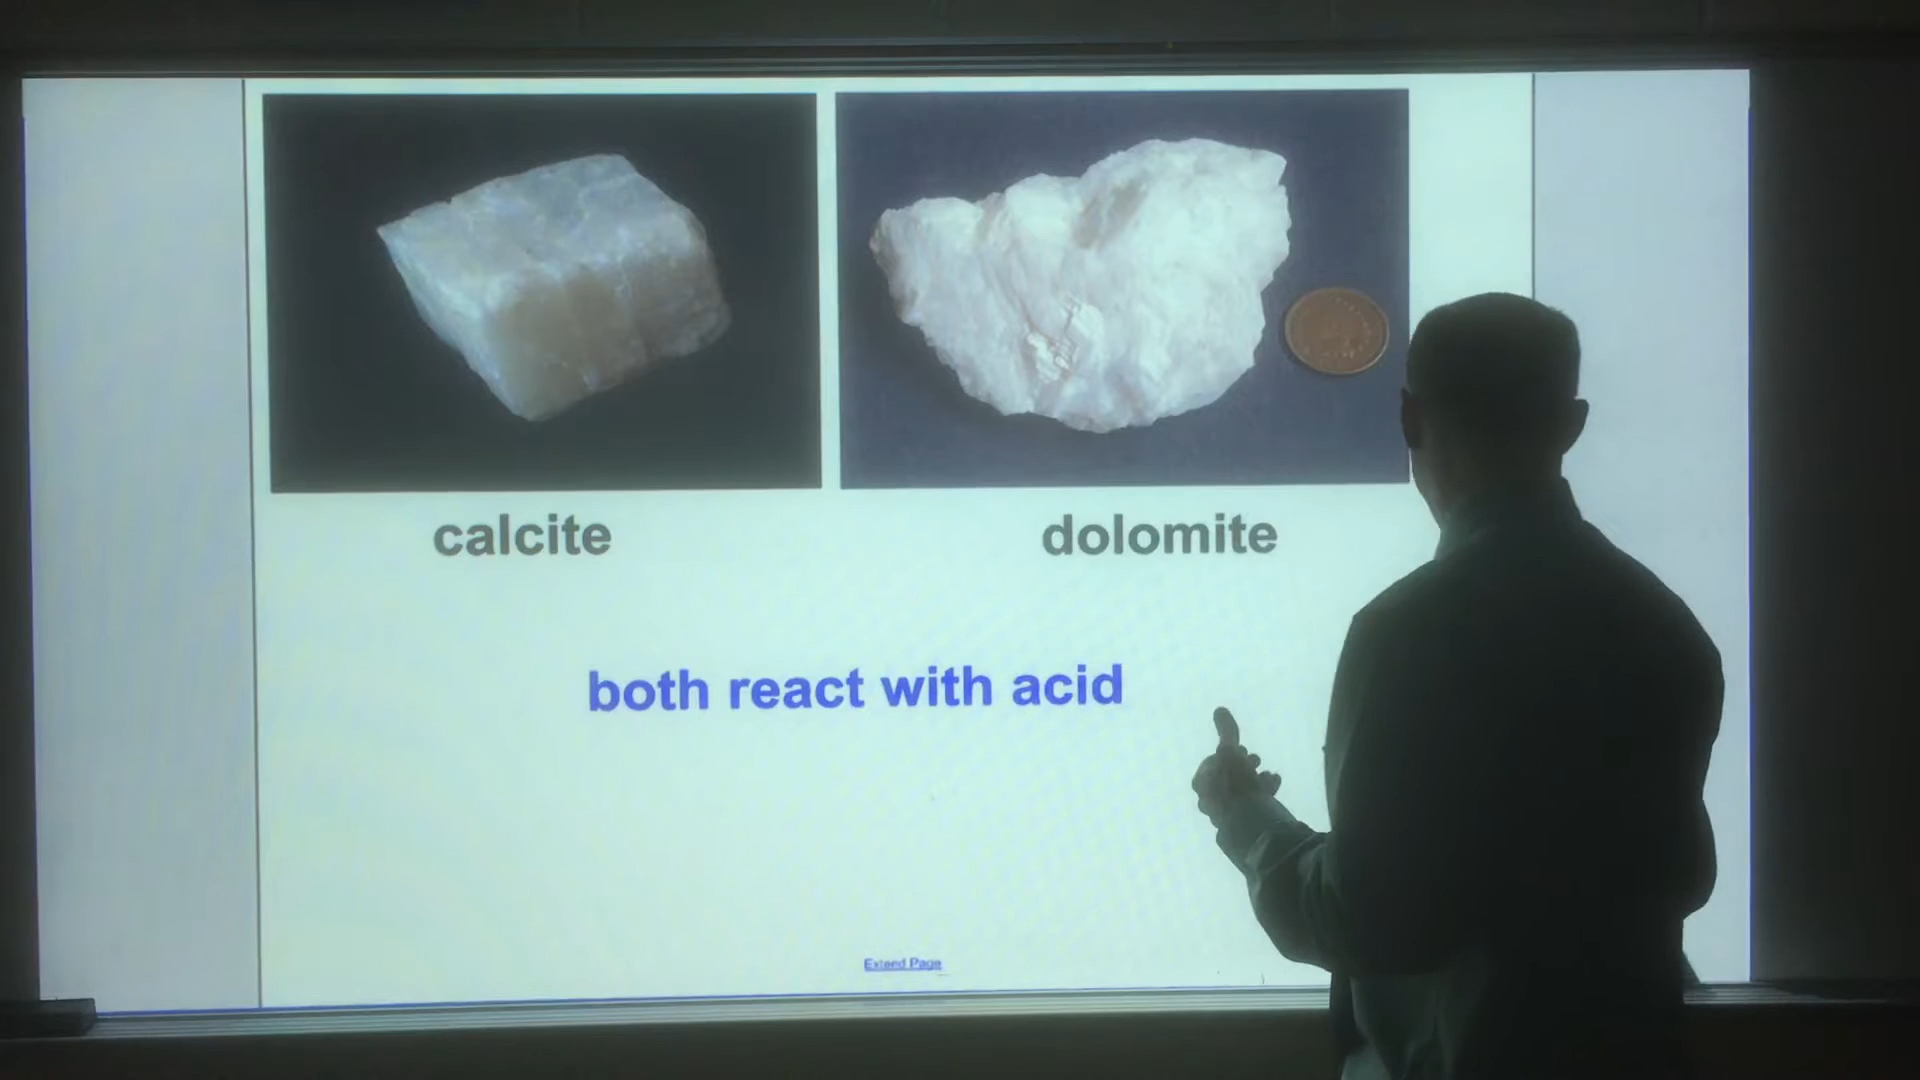 calcite
dolomite
both react with acid
Extend Page